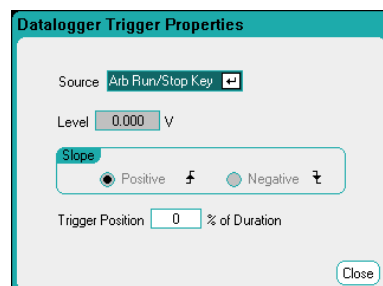 Datalogger Trigger Properties
Source Arb Run/Stop Key
Level 0.000 V
Slope
Positive Negative
Trigger Position 0 % of Duration
Close